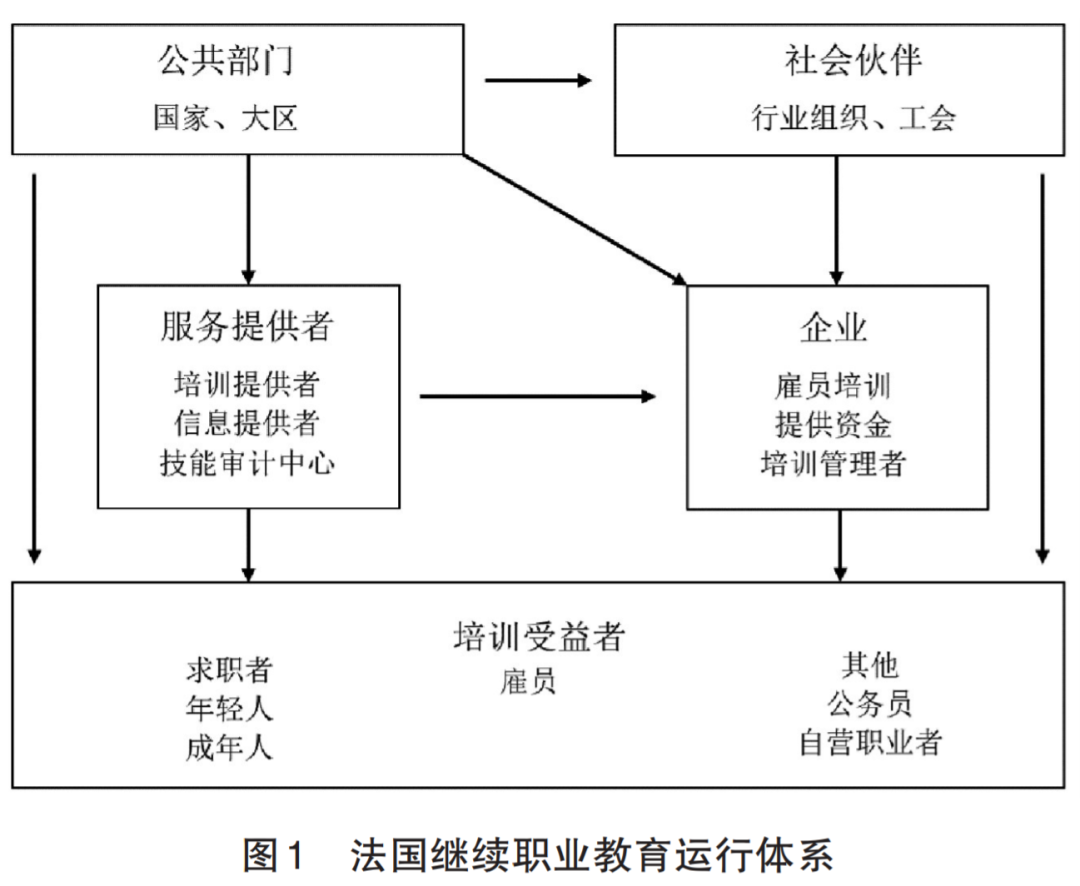 公共部门
国家、大区
社会伙伴
行业组织、工会
服务提供者
培训提供者
信息提供者
技能审计中心
企业
雇员培训
提供资金
培训管理者
培训受益者
求职者
年轻人
成年人
雇员
其他
公务员
自营职业者
图1 法国继续职业教育运行体系